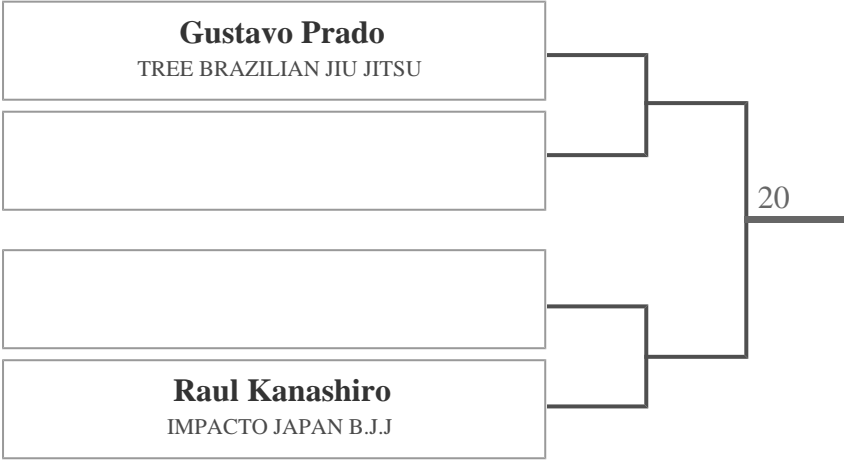 Gustavo Prado
TREE BRAZILIAN JIU JITSU
20
Raul Kanashiro
IMPACTO JAPAN B.J.J